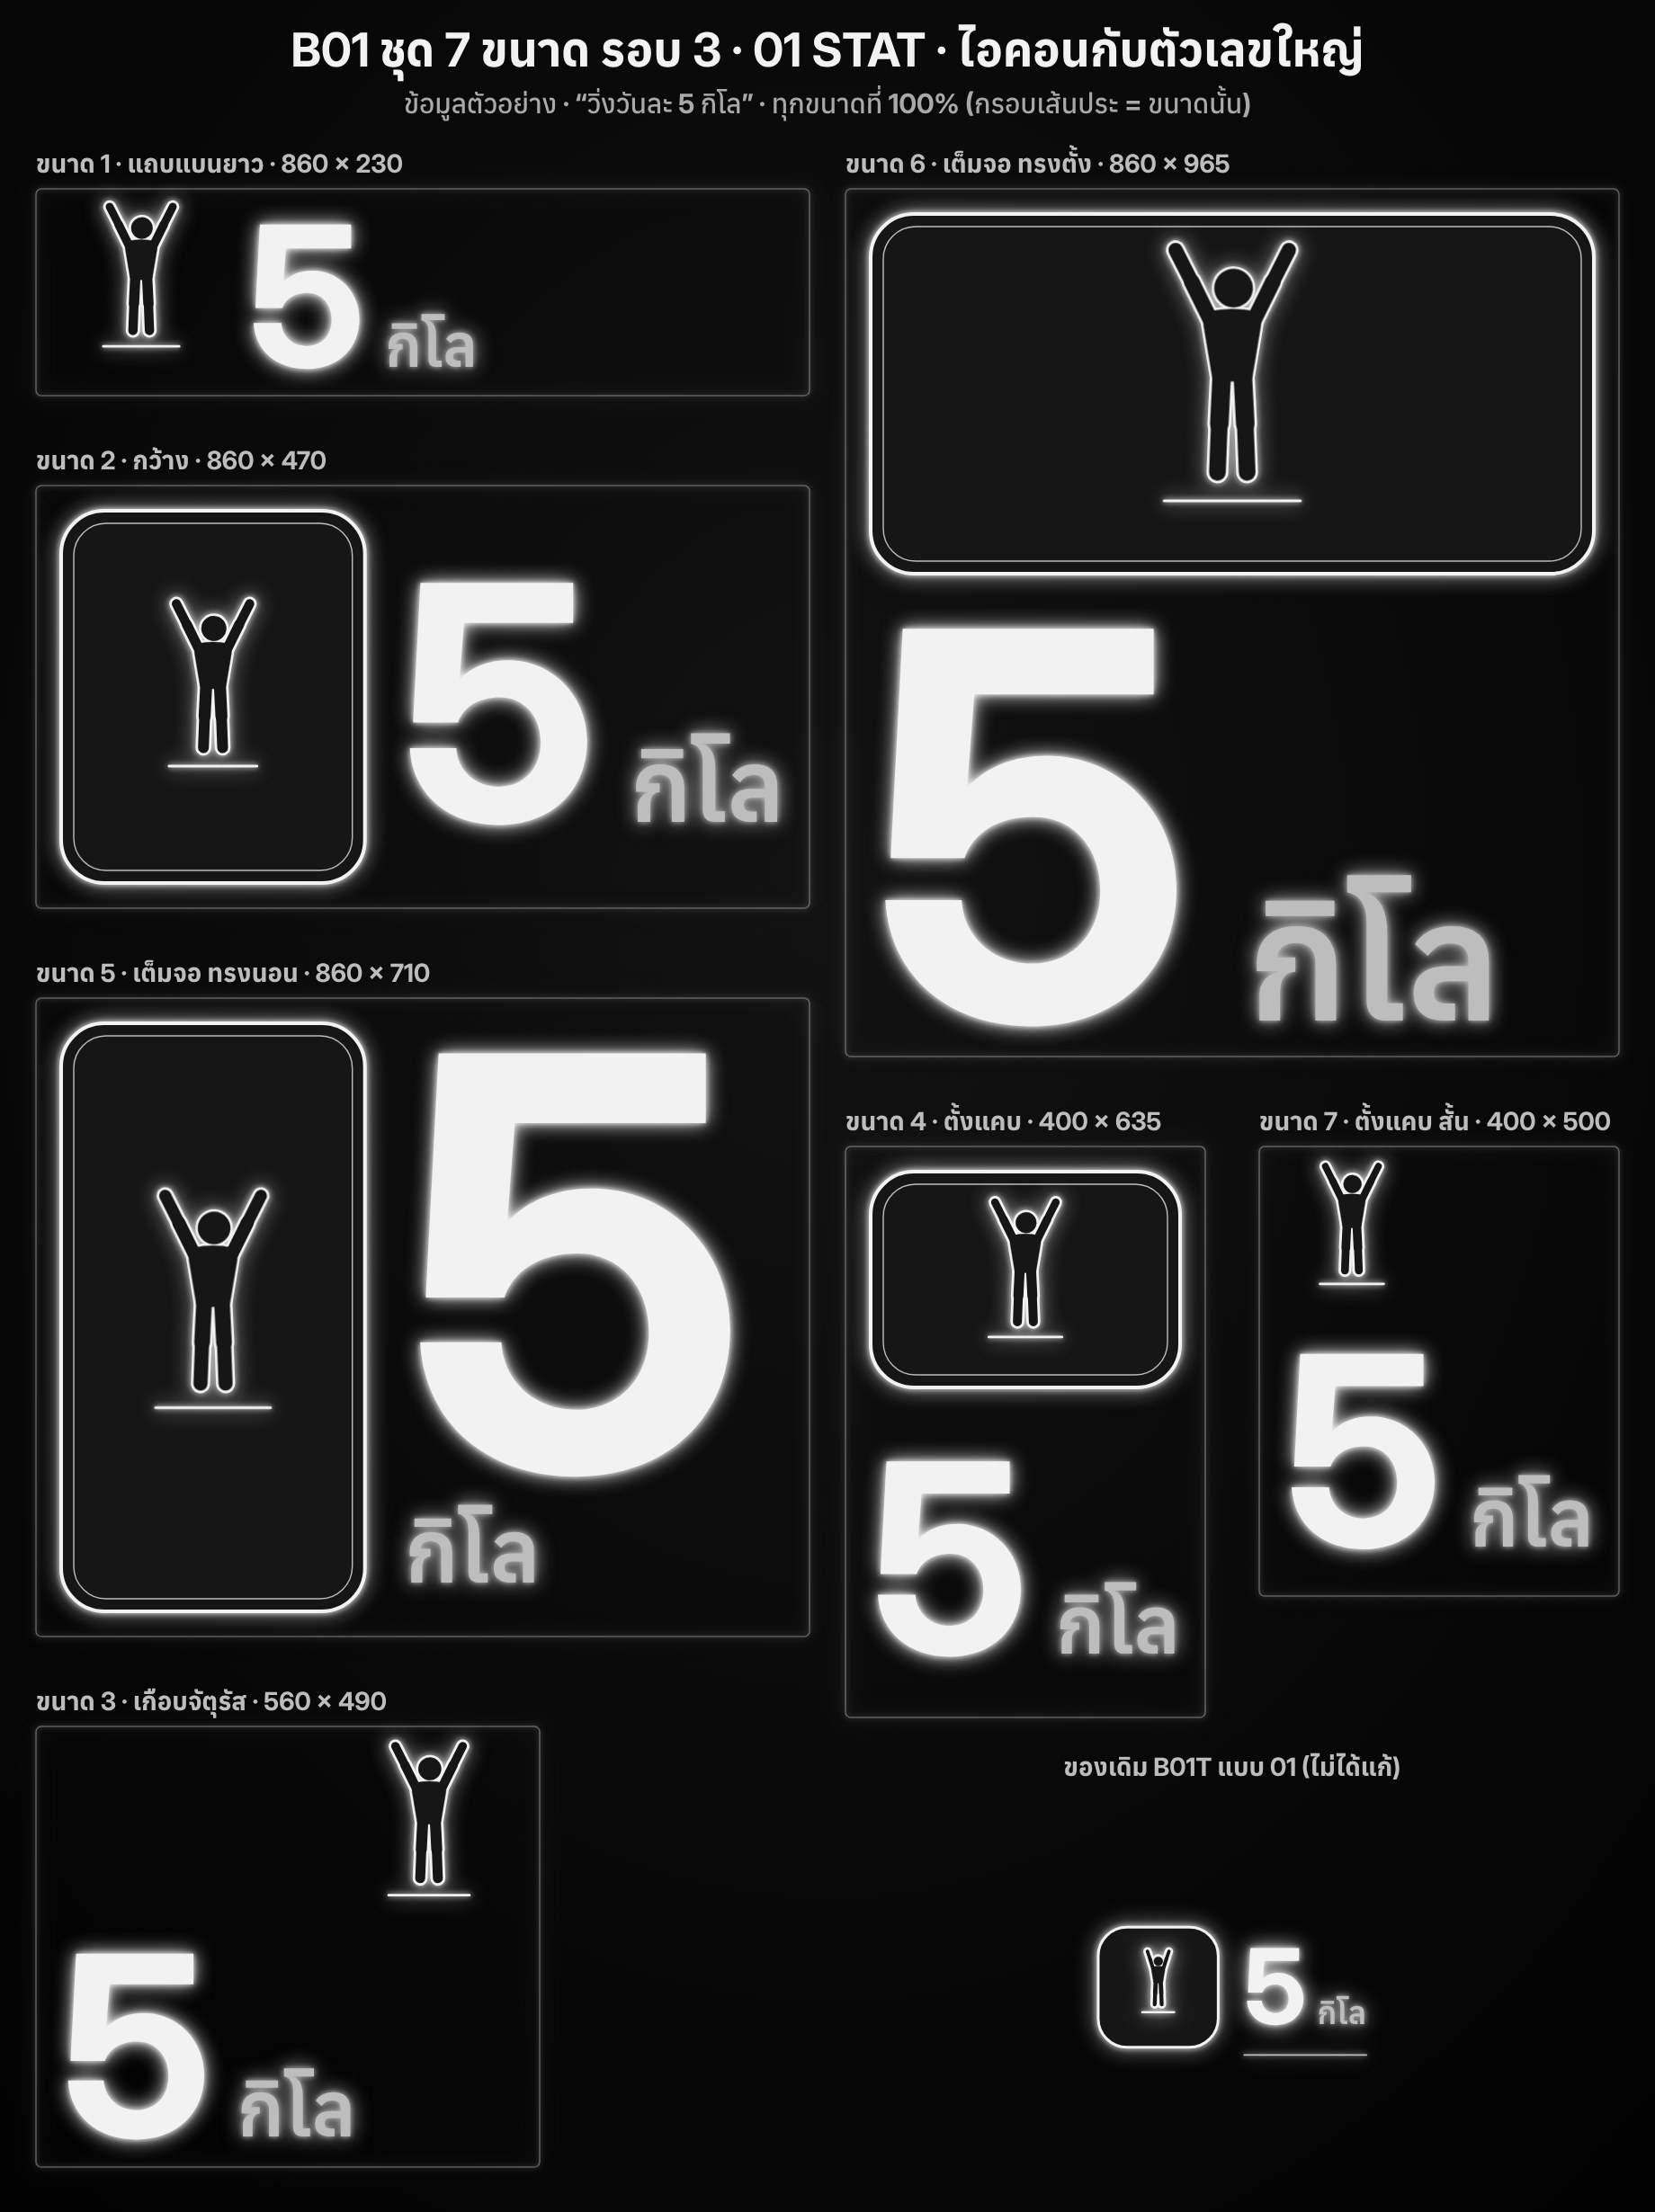 B01 ชุด 7 ขนาด รอบ 3 · 01 STAT · ไอคอนกับตัวเลขใหญ่
ข้อมูลตัวอย่าง · “วิ่งวันละ 5 กิโล” · ทุกขนาดที่ 100% (กรอบเส้นประ = ขนาดนั้น)
ขนาด 1 · แถบแบนยาว · 860 × 230
5 กิโล
ขนาด 2 · กว้าง · 860 × 470
5 กิโล
ขนาด 5 · เต็มจอ ทรงนอน · 860 × 710
5
กิโล
ขนาด 3 · เกือบจัตุรัส · 560 × 490
5 กิโล
ขนาด 6 · เต็มจอ ทรงตั้ง · 860 × 965
5 กิโล
ขนาด 4 · ตั้งแคบ · 400 × 635
5 กิโล
ขนาด 7 · ตั้งแคบ สั้น · 400 × 500
5 กิโล
ของเดิม B01T แบบ 01 (ไม่ได้แก้)
5 กิโล